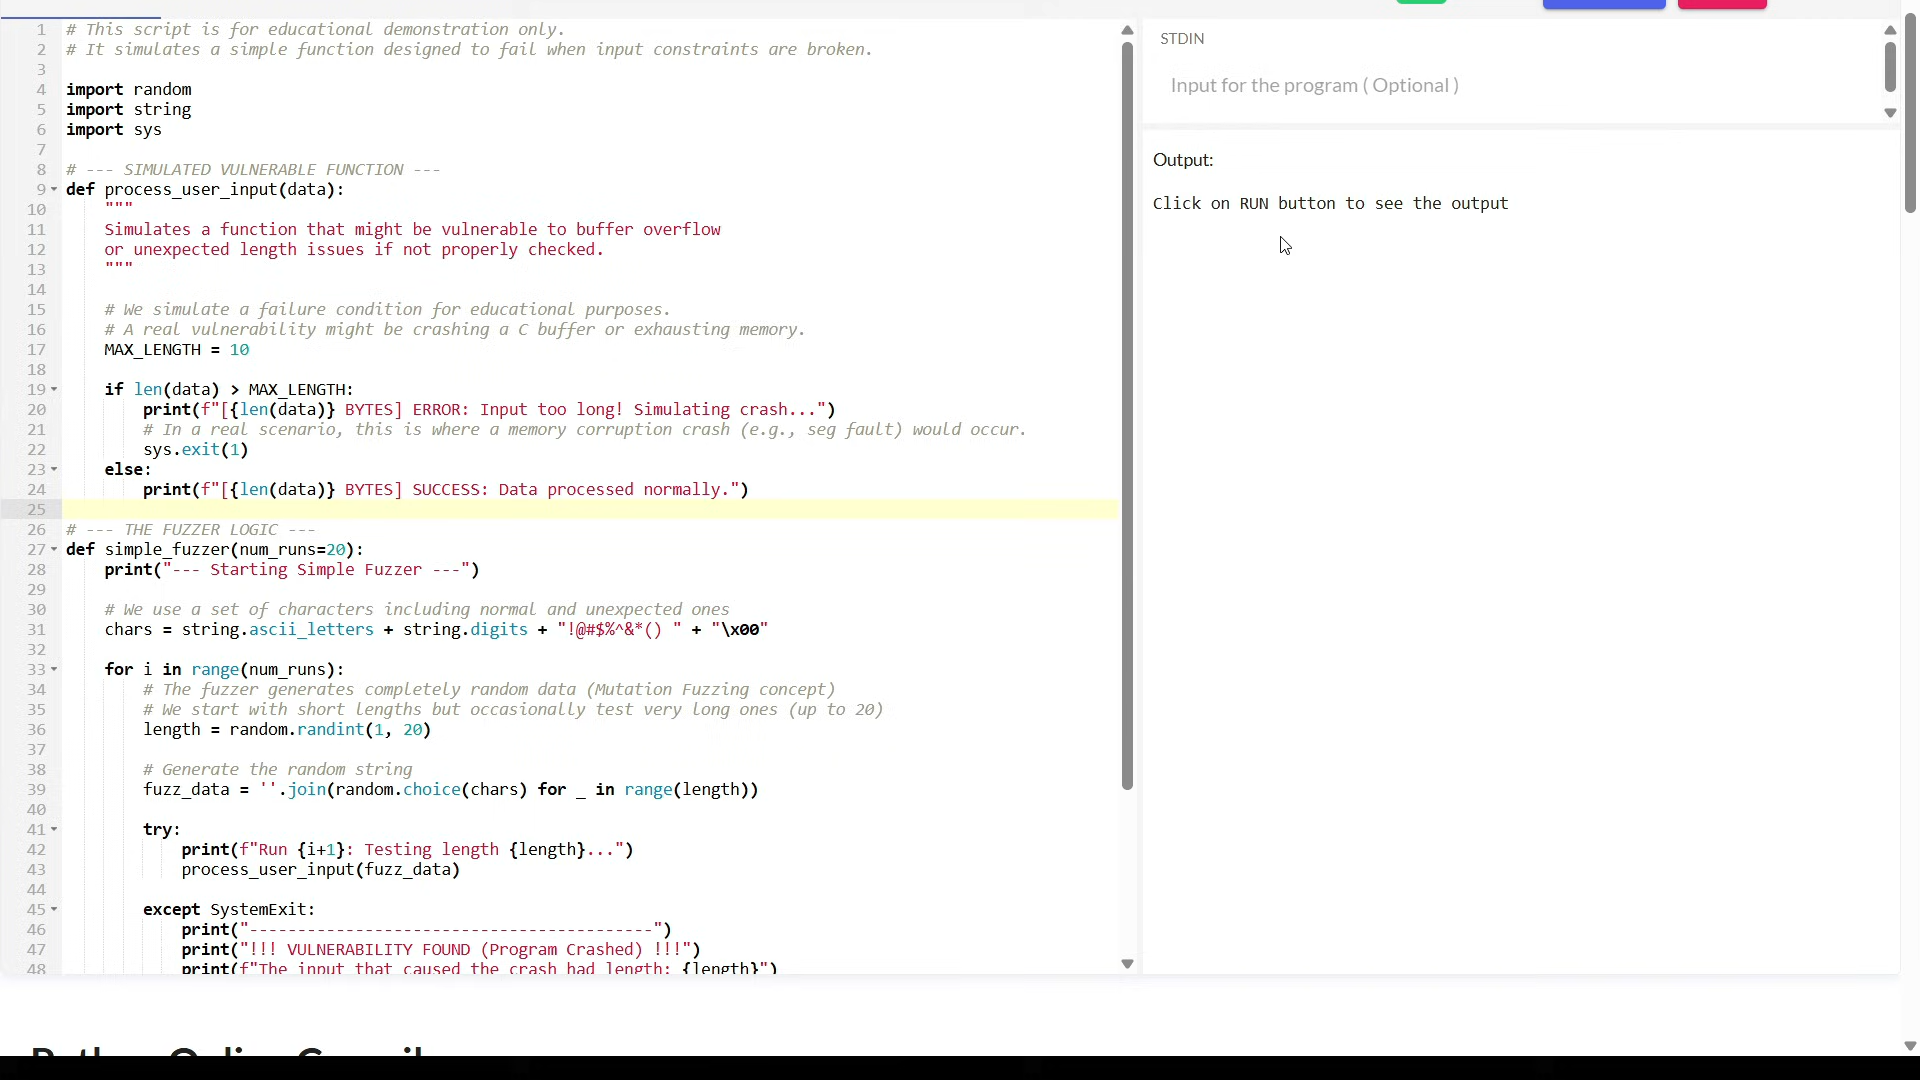 1 # This script is for educational demonstration only.
2 # It simulates a simple function designed to fail when input constraints are broken.
3
4 import random
5 import string
6 import sys
7
8 # --- SIMULATED VULNERABLE FUNCTION ---
9 def process_user_input(data):
10 """
11 Simulates a function that might be vulnerable to buffer overflow
12 or unexpected length issues if not properly checked.
13 """
14
15 # We simulate a failure condition for educational purposes.
16 # A real vulnerability might be crashing a C buffer or exhausting memory.
17 MAX_LENGTH = 10
18
19 if len(data) > MAX_LENGTH:
20 print(f"[{len(data)} BYTES] ERROR: Input too long! Simulating crash...")
21 # In a real scenario, this is where a memory corruption crash (e.g., seg fault) would occur.
22 sys.exit(1)
23 else:
24 print(f"[{len(data)} BYTES] SUCCESS: Data processed normally.")
25
26 # --- THE FUZZER LOGIC ---
27 def simple_fuzzer(num_runs=20):
28 print("--- Starting Simple Fuzzer ---")
29
30 # We use a set of characters including normal and unexpected ones
31 chars = string.ascii_letters + string.digits + "!@#$%^&*() " + "\x00"
32
33 for i in range(num_runs):
34 # The fuzzer generates completely random data (Mutation Fuzzing concept)
35 # We start with short lengths but occasionally test very long ones (up to 20)
36 length = random.randint(1, 20)
37
38 # Generate the random string
39 fuzz_data = ''.join(random.choice(chars) for _ in range(length))
40
41 try:
42 print(f"Run {i+1}: Testing length {length}...")
43 process_user_input(fuzz_data)
44
45 except SystemExit:
46 print("------------------------------------------")
47 print("!!! VULNERABILITY FOUND (Program Crashed) !!!")
48 print(f"The input that caused the crash had length: {length}")
STDIN
Input for the program ( Optional )
Output:
Click on RUN button to see the output